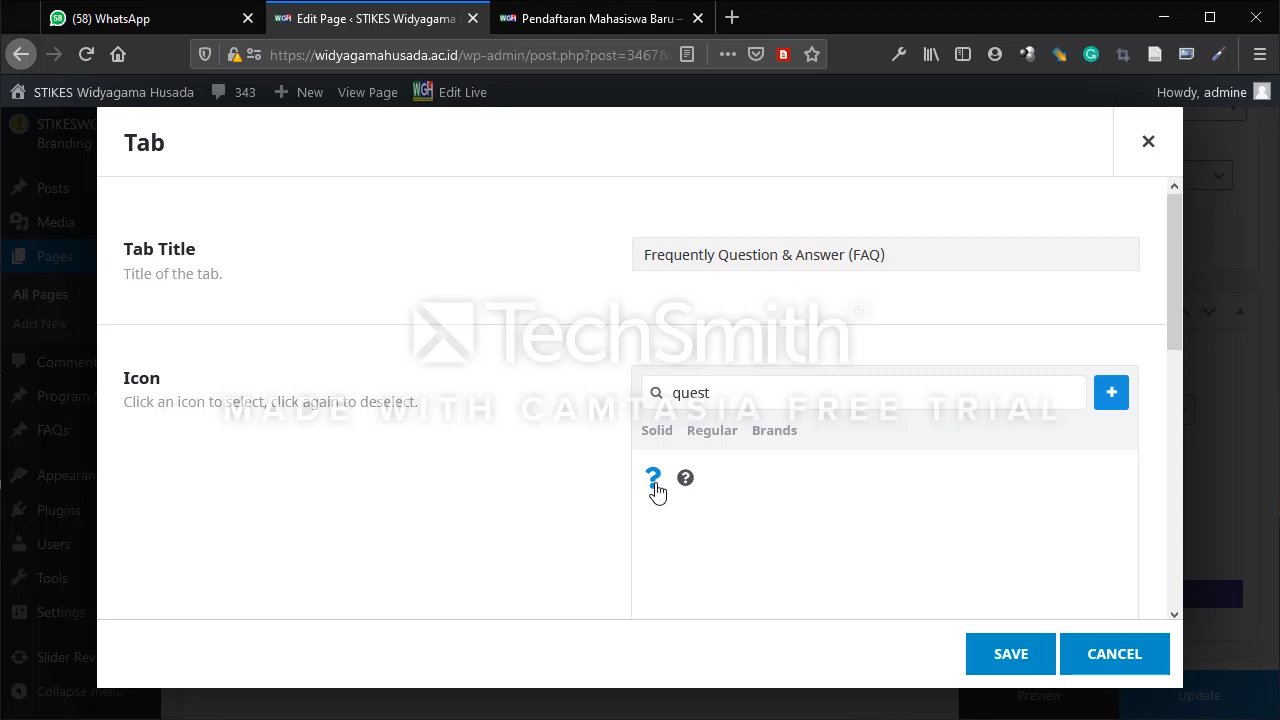 (58) WhatsApp
Edit Page ‹ STIKES Widyagama
Pendaftaran Mahasiswa Baru –
https://widyagamahusada.ac.id/wp-admin/post.php?post=34678&
STIKES Widyagama Husada
343
New
View Page
Edit Live
Howdy, admine
STIKESWG
Branding
Posts
Media
Pages
All Pages
Add New
Comment
Program
FAQs
Appearan
Plugins
Users
Tools
Settings
Slider Rev
Collapse menu
Tab
Tab Title
Title of the tab.
Frequently Question & Answer (FAQ)
TechSmith®
MADE WITH CAMTASIA FREE TRIAL
Icon
Click an icon to select, click again to deselect.
quest
Solid Regular Brands
SAVE
CANCEL
Preview
Update